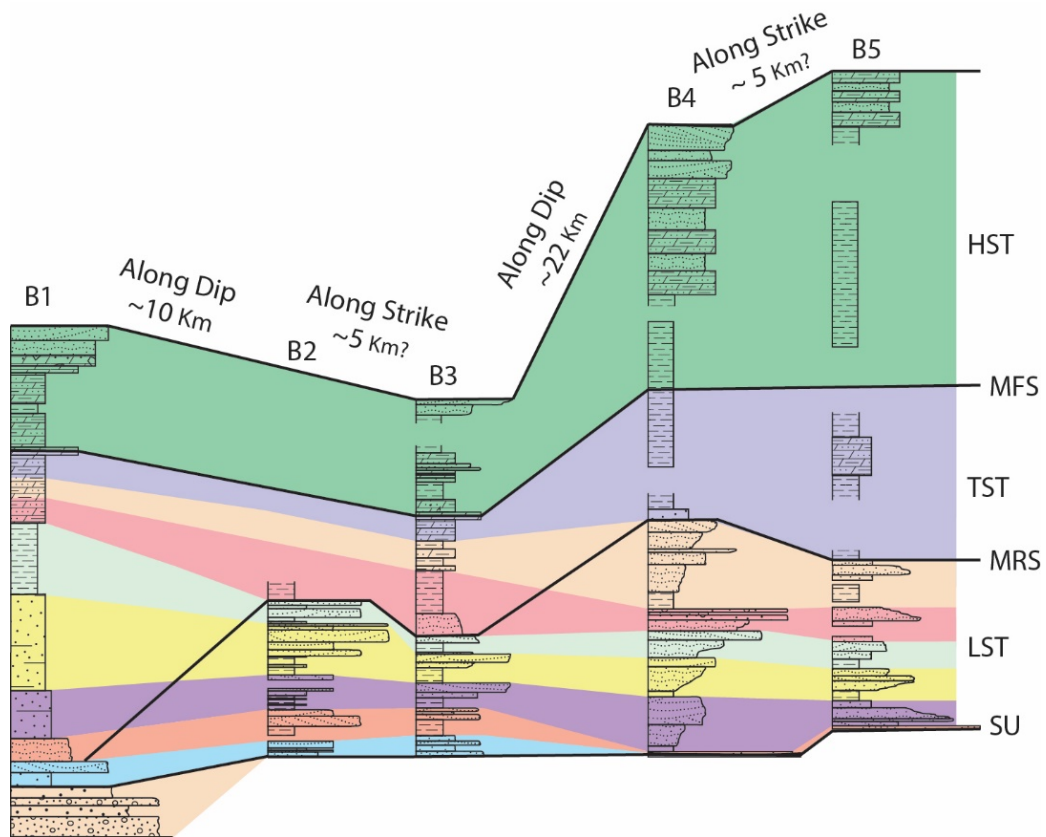 B1
Along Dip
~10 Km
B2
Along Strike
~5 Km?
B3
Along Dip
~22 Km
B4
Along Strike
~ 5 Km?
B5
HST
MFS
TST
MRS
LST
SU